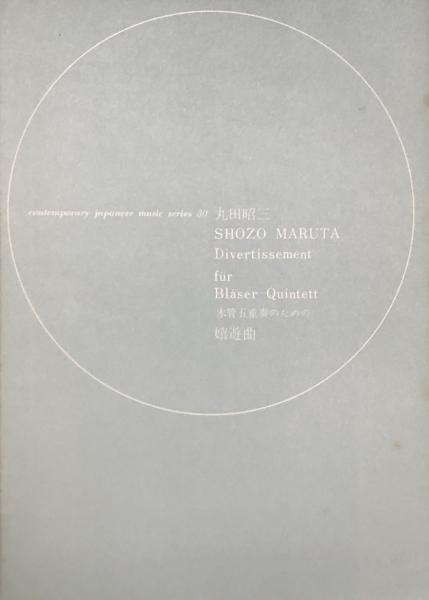 contemporary japanese music series 30
丸田昭三
SHOZO MARUTA
Divertissement
für
Bläser-Quintett
木管五重奏のための
嬉遊曲